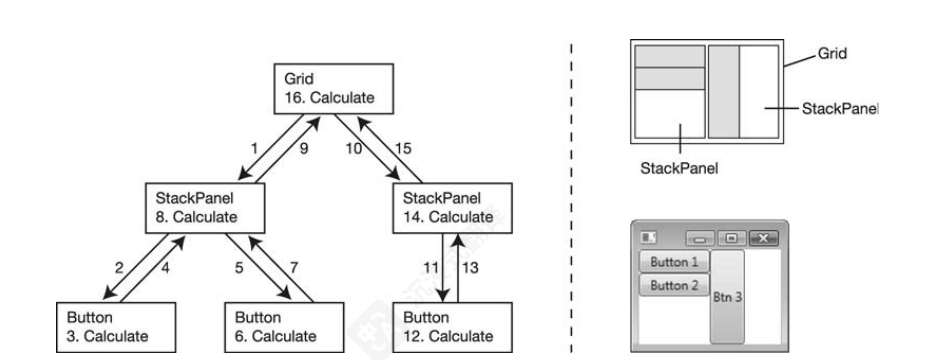 Grid
16. Calculate
1
9
10
15
StackPanel
8. Calculate
StackPanel
14. Calculate
2
4
5
7
11
13
Button
3. Calculate
Button
6. Calculate
Button
12. Calculate
Grid
StackPanel
StackPanel
Button 1
Button 2
Btn 3